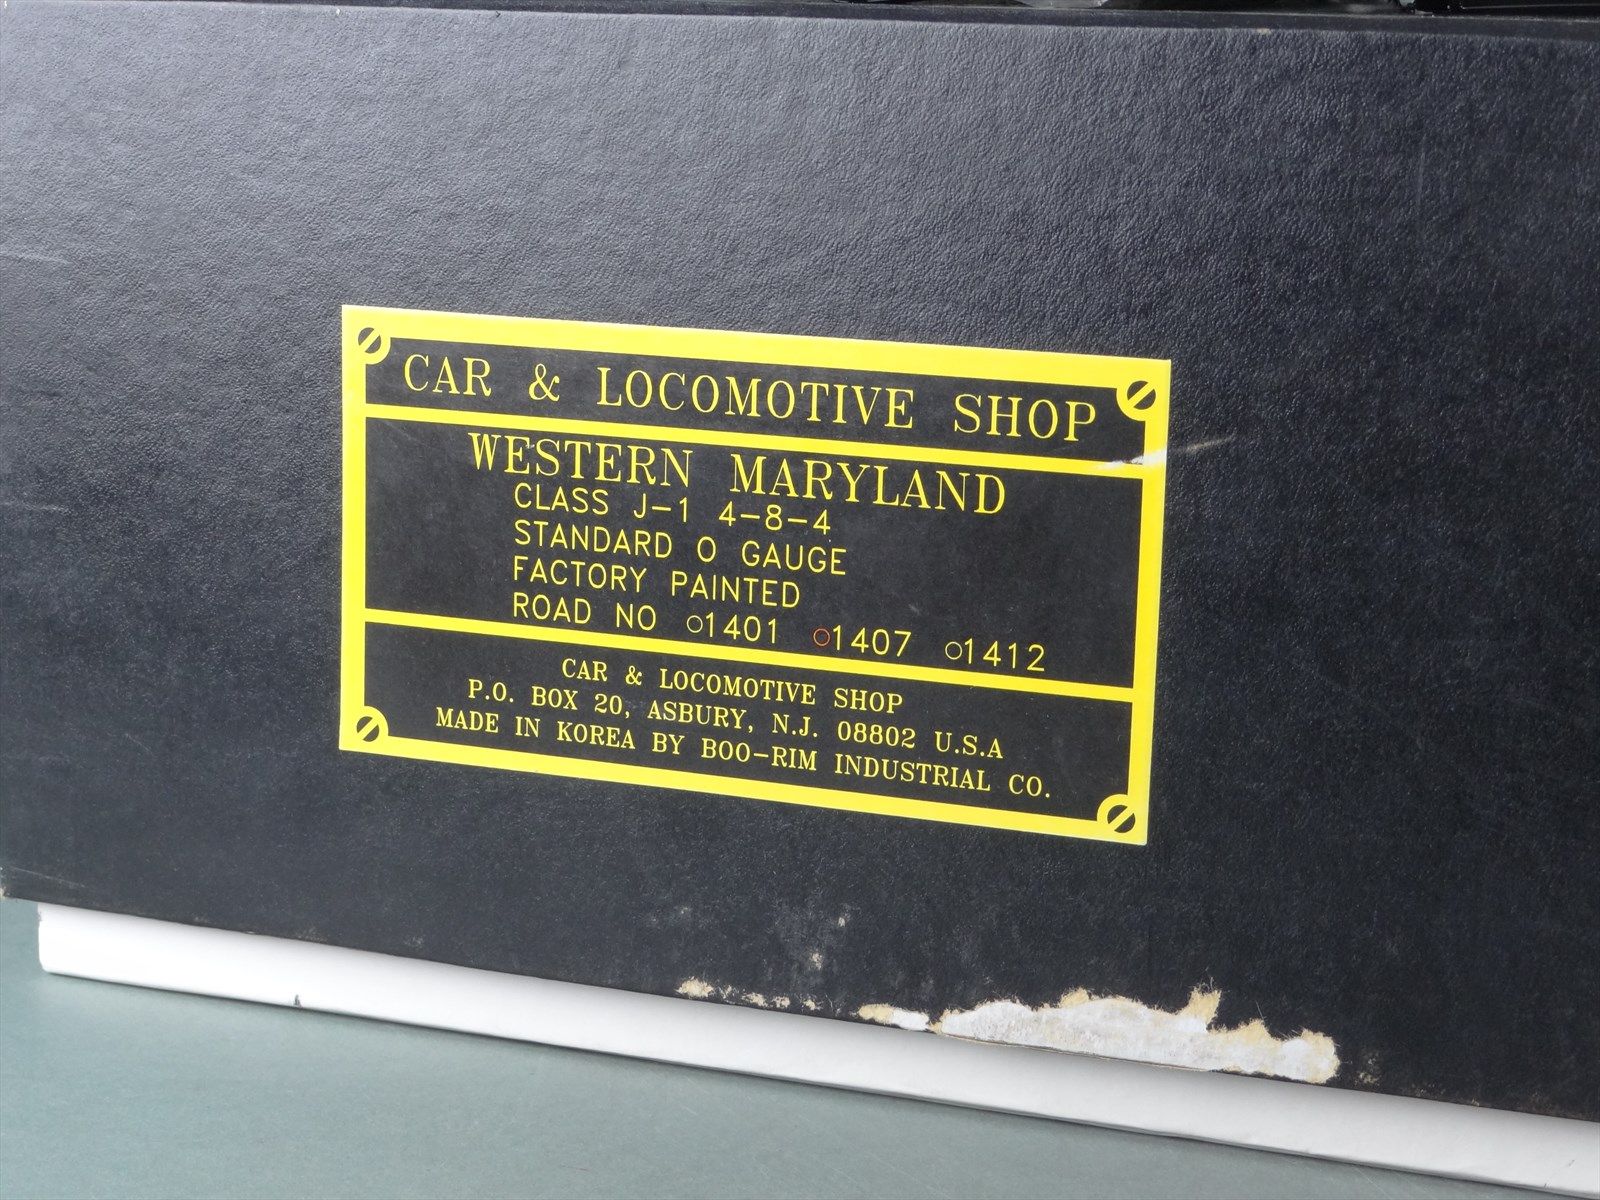 CAR & LOCOMOTIVE SHOP
WESTERN MARYLAND
CLASS J-1 4-8-4
STANDARD O GAUGE
FACTORY PAINTED
ROAD NO ○1401 ○1407 ○1412
CAR & LOCOMOTIVE SHOP
P.O. BOX 20, ASBURY, N.J. 08802 U.S.A
MADE IN KOREA BY BOO-RIM INDUSTRIAL CO.